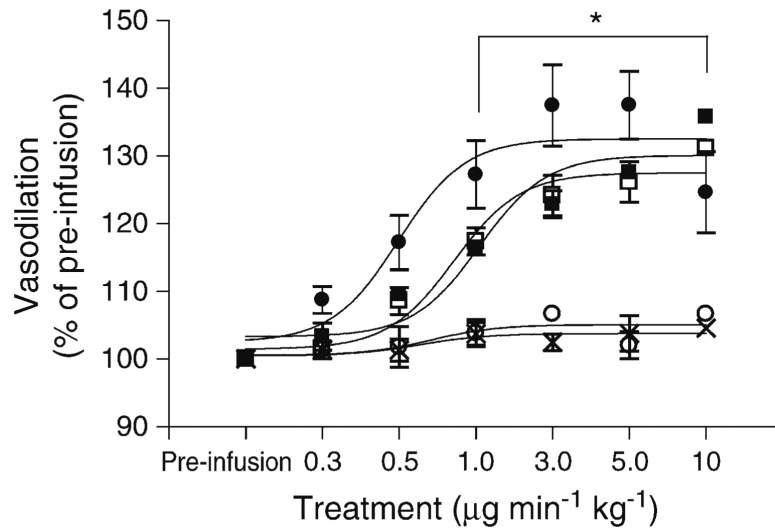 *
150
140
130
120
110
100
90
Vasodilation
(% of pre-infusion)
Pre-infusion 0.3 0.5 1.0 3.0 5.0 10
Treatment (µg min⁻¹ kg⁻¹)